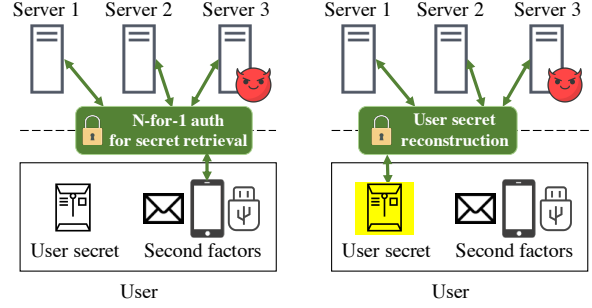 Server 1 Server 2 Server 3
N-for-1 auth
for secret retrieval
User secret Second factors
User
Server 1 Server 2 Server 3
User secret
reconstruction
User secret Second factors
User